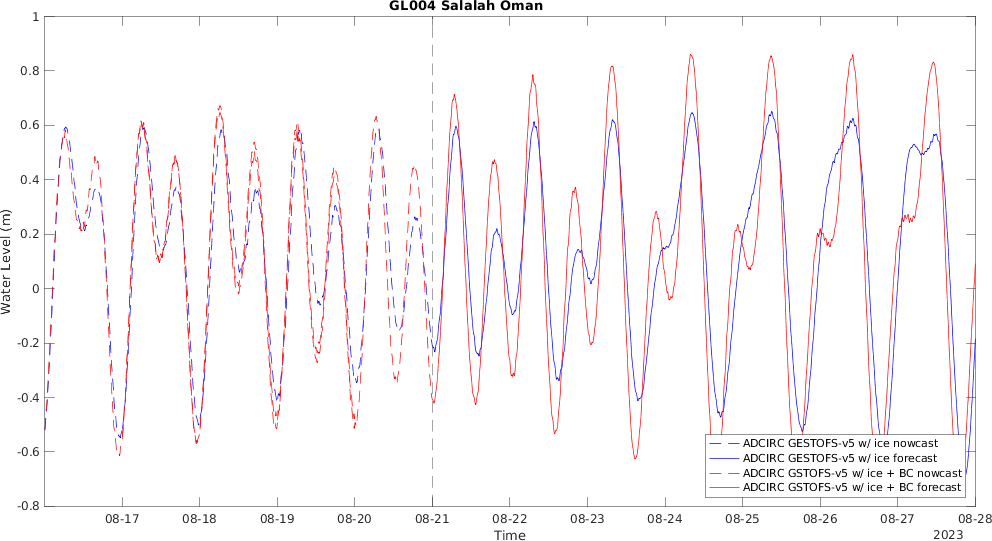 GL004 Salalah Oman
Water Level (m)
1
0.8
0.6
0.4
0.2
0
-0.2
-0.4
-0.6
-0.8
ADCIRC GESTOFS-v5 w/ ice nowcast
ADCIRC GESTOFS-v5 w/ ice forecast
ADCIRC GSTOFS-v5 w/ ice + BC nowcast
ADCIRC GSTOFS-v5 w/ ice + BC forecast
08-17 08-18 08-19 08-20 08-21 08-22 08-23 08-24 08-25 08-26 08-27 08-28
Time
2023